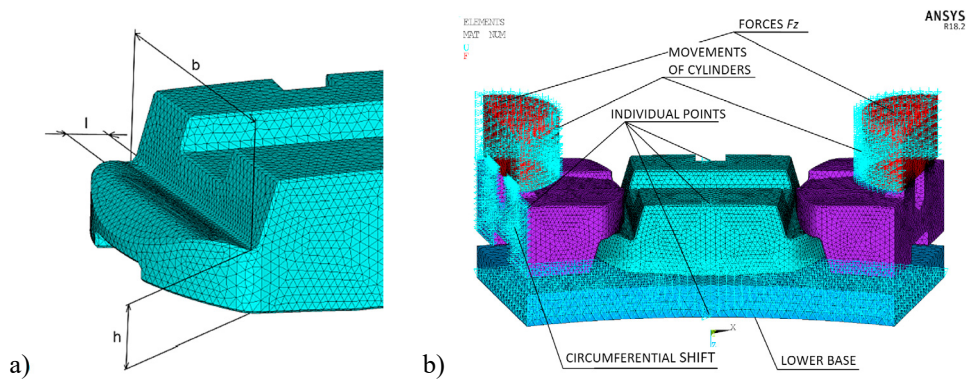 b
l
h
a)
ELEMENTS
MAT NUM
U
F
FORCES Fz
ANSYS
R18.2
MOVEMENTS
OF CYLINDERS
INDIVIDUAL POINTS
X
CIRCUMFERENTIAL SHIFT
LOWER BASE
b)